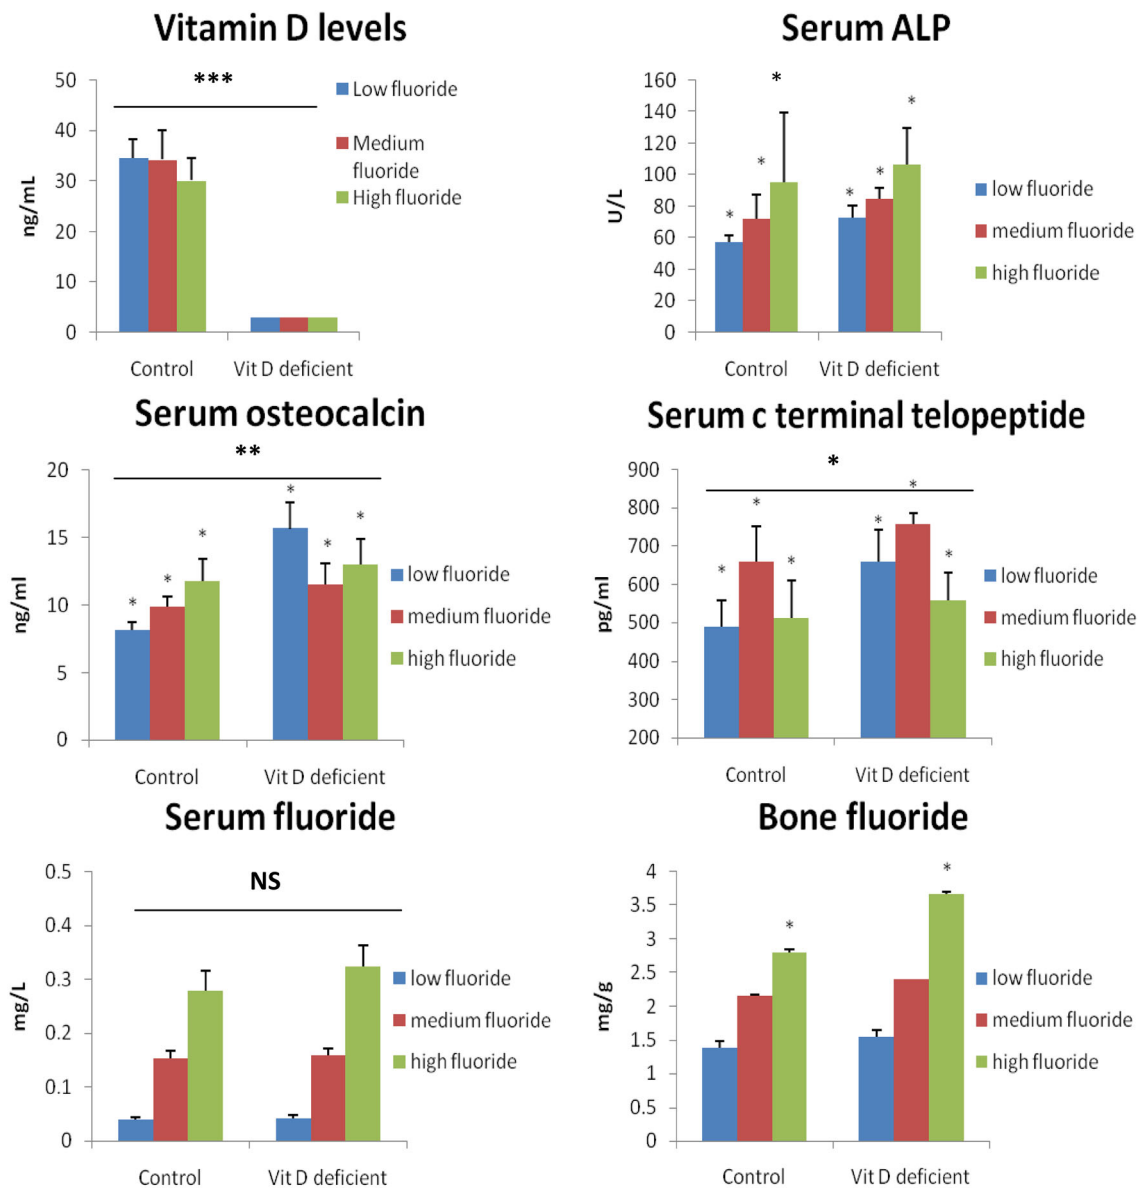 Vitamin D levels
50
40
30
20
10
0
ng/mL
***
Control
Vit D deficient
Low fluoride
Medium
fluoride
High fluoride
Serum ALP
160
140
120
100
80
60
40
20
0
U/L
*
*
*
*
*
*
Control
Vit D deficient
low fluoride
medium fluoride
high fluoride
Serum osteocalcin
20
15
10
5
0
ng/ml
**
*
*
*
*
*
*
Control
Vit D deficient
low fluoride
medium fluoride
high fluoride
Serum c terminal telopeptide
900
800
700
600
500
400
300
200
pg/ml
*
*
*
*
*
*
*
Control
Vit D deficient
low fluoride
medium fluoride
high fluoride
Serum fluoride
0.5
0.4
0.3
0.2
0.1
0
mg/L
NS
Control
Vit D deficient
low fluoride
medium fluoride
high fluoride
Bone fluoride
4
3.5
3
2.5
2
1.5
1
0.5
0
mg/g
*
*
Control
Vit D deficient
low fluoride
medium fluoride
high fluoride